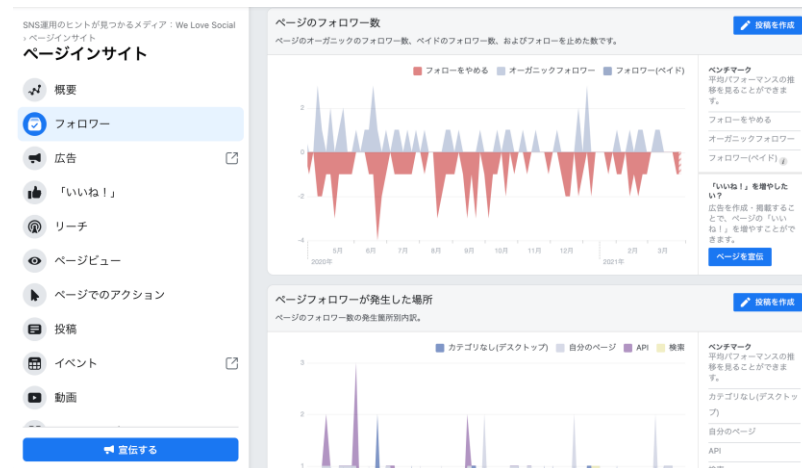 SNS運用のヒントが見つかるメディア：We Love Social
› ページインサイト
ページインサイト
概要
フォロワー
広告
「いいね！」
リーチ
ページビュー
ページでのアクション
投稿
イベント
動画
宣伝する
ページのフォロワー数
ページのオーガニックのフォロワー数、ペイドのフォロワー数、およびフォローを止めた数です。
投稿を作成
フォローをやめる オーガニックフォロワー フォロワー(ペイド)
2
0
-2
-4
5月 6月 7月 8月 9月 10月 11月 12月 2月 3月
2020年 2021年
ベンチマーク
平均パフォーマンスの推
移を見ることができま
す。
フォローをやめる
オーガニックフォロワー
フォロワー(ペイド)
「いいね！」を増やした
い?
広告を作成・掲載するこ
とで、ページの「いい
ね！」を増やすことがで
きます。
ページを宣伝
ページフォロワーが発生した場所
ページのフォロワー数の発生箇所別内訳。
投稿を作成
カテゴリなし(デスクトップ) 自分のページ API 検索
3
2
1
ベンチマーク
平均パフォーマンスの推
移を見ることができま
す。
カテゴリなし(デスクトッ
プ)
自分のページ
API